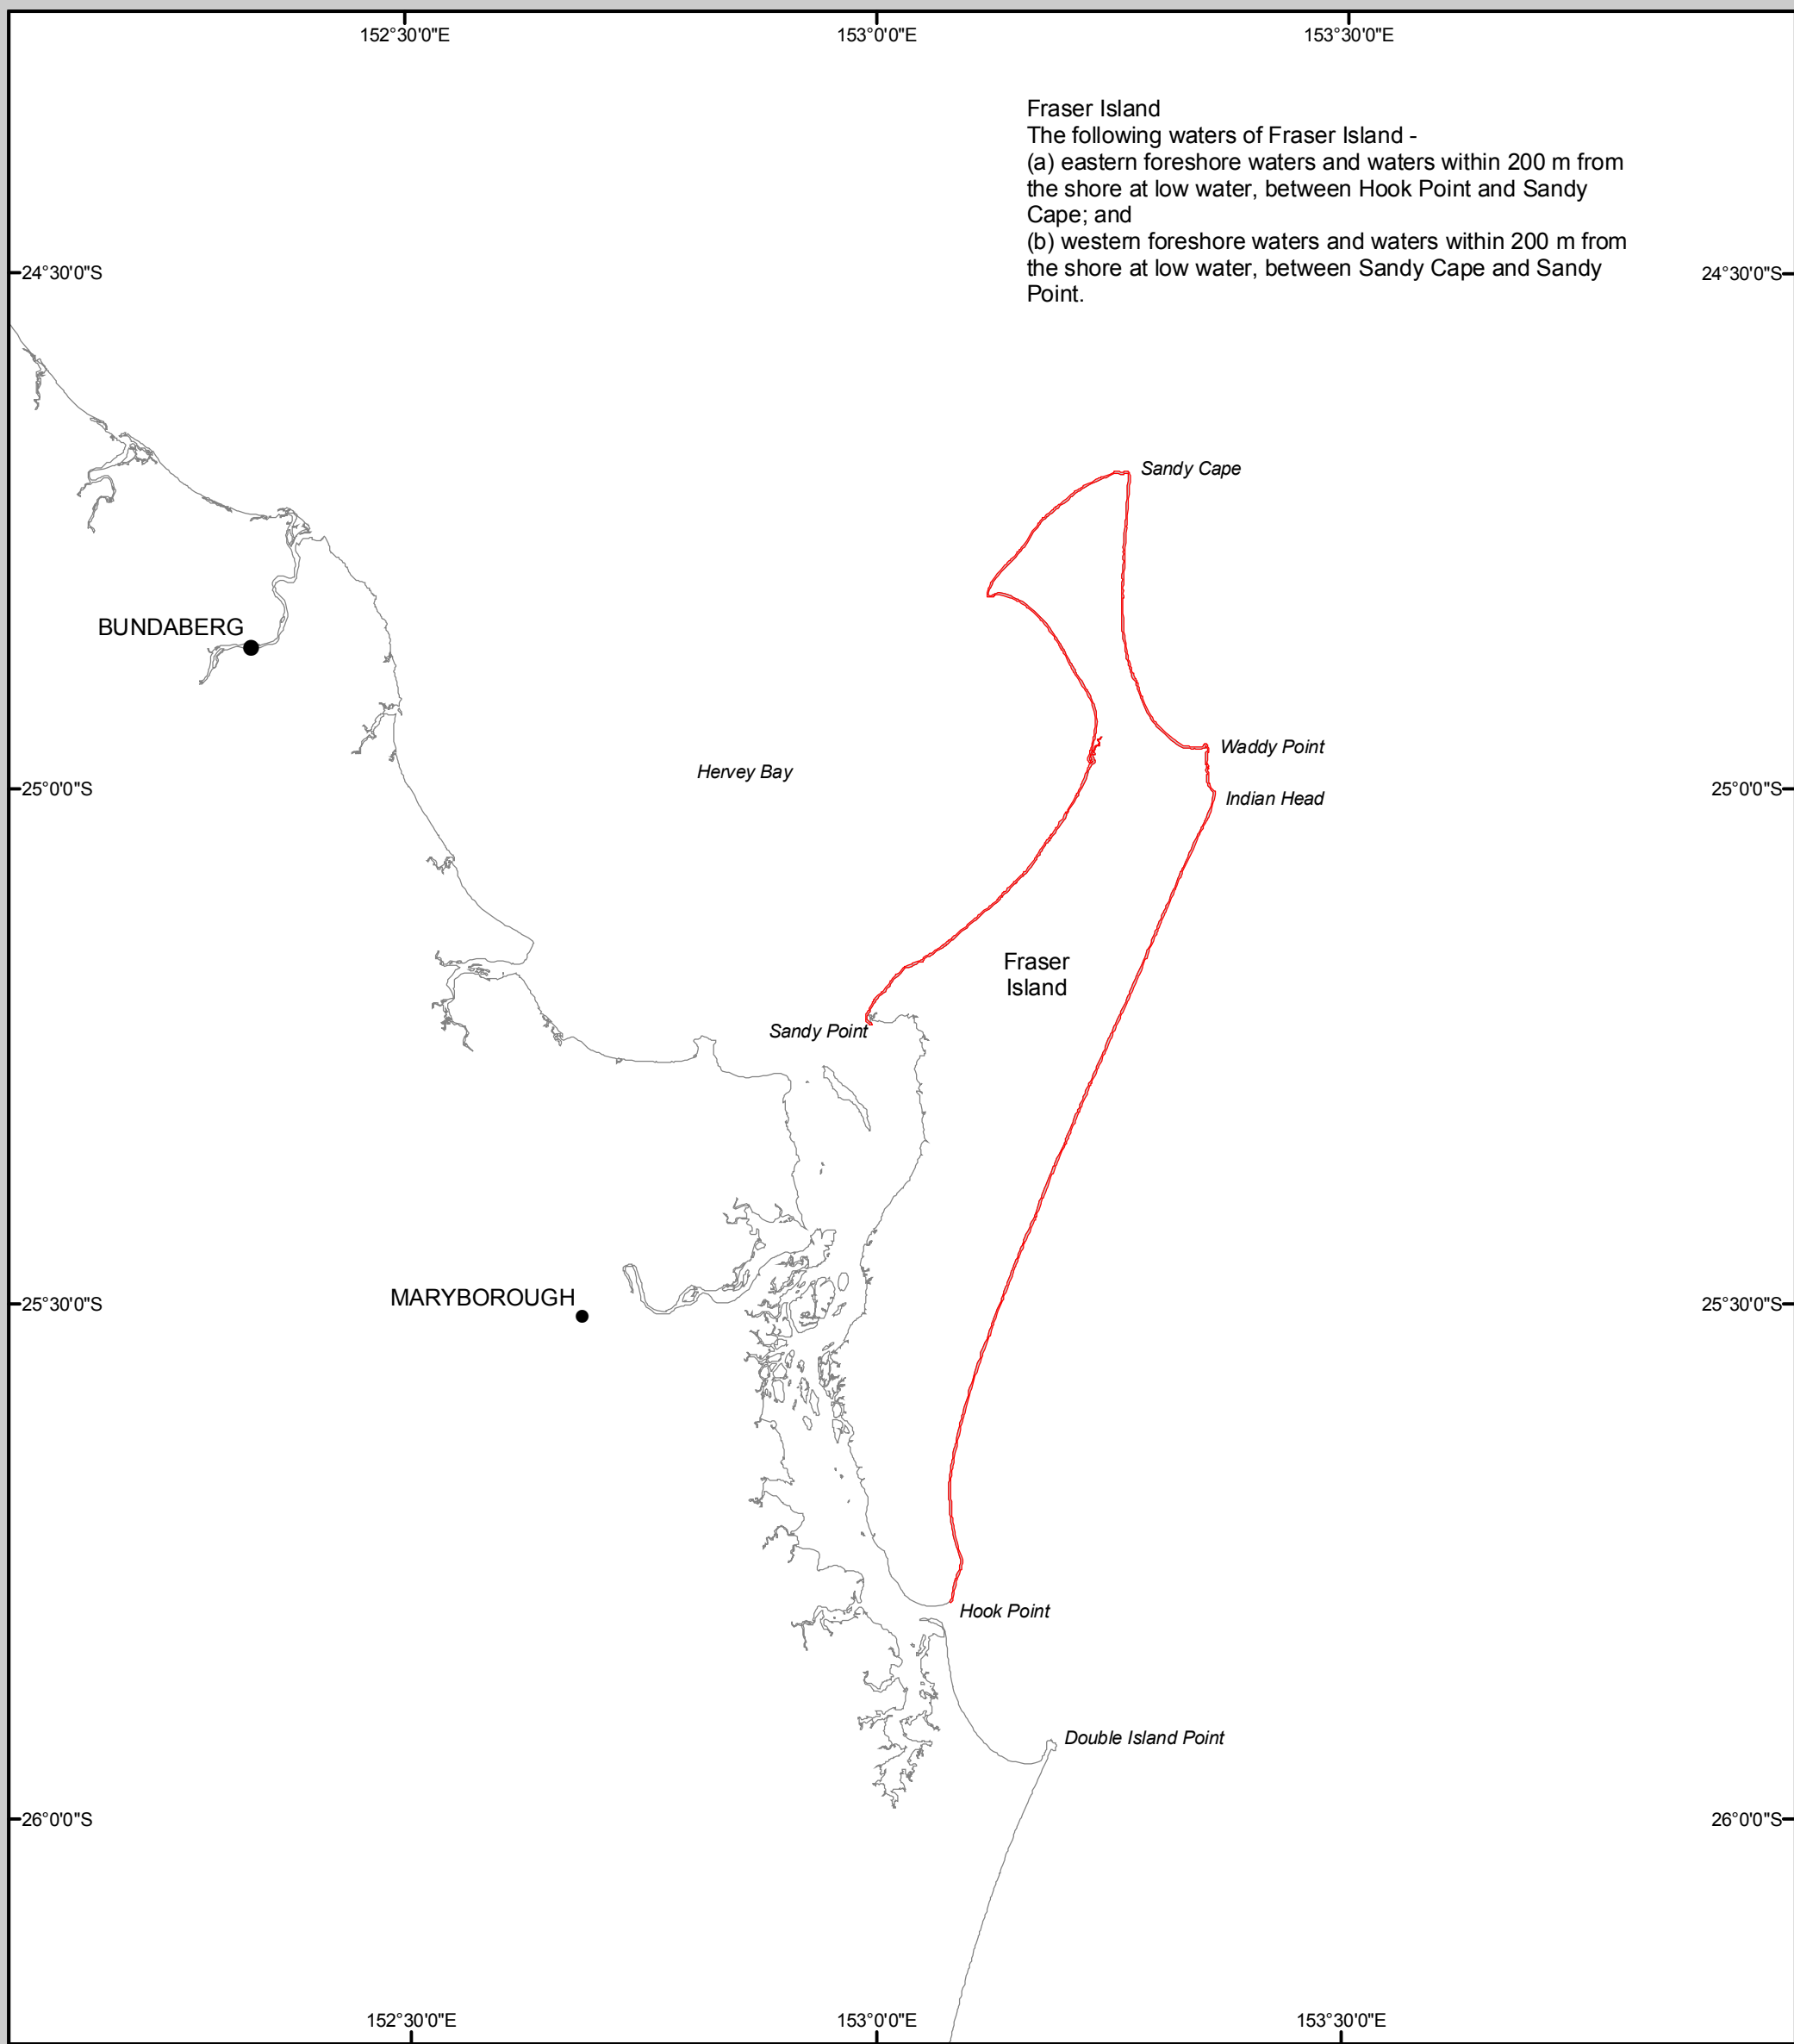 152°30'0"E
153°0'0"E
153°30'0"E
Fraser Island
The following waters of Fraser Island -
(a) eastern foreshore waters and waters within 200 m from
the shore at low water, between Hook Point and Sandy
Cape; and
(b) western foreshore waters and waters within 200 m from
the shore at low water, between Sandy Cape and Sandy
Point.
24°30'0"S
24°30'0"S
Sandy Cape
BUNDABERG
Waddy Point
Hervey Bay
25°0'0"S
25°0'0"S
Indian Head
Fraser
Island
Sandy Point
MARYBOROUGH
25°30'0"S
25°30'0"S
Hook Point
Double Island Point
26°0'0"S
26°0'0"S
152°30'0"E
153°0'0"E
153°30'0"E